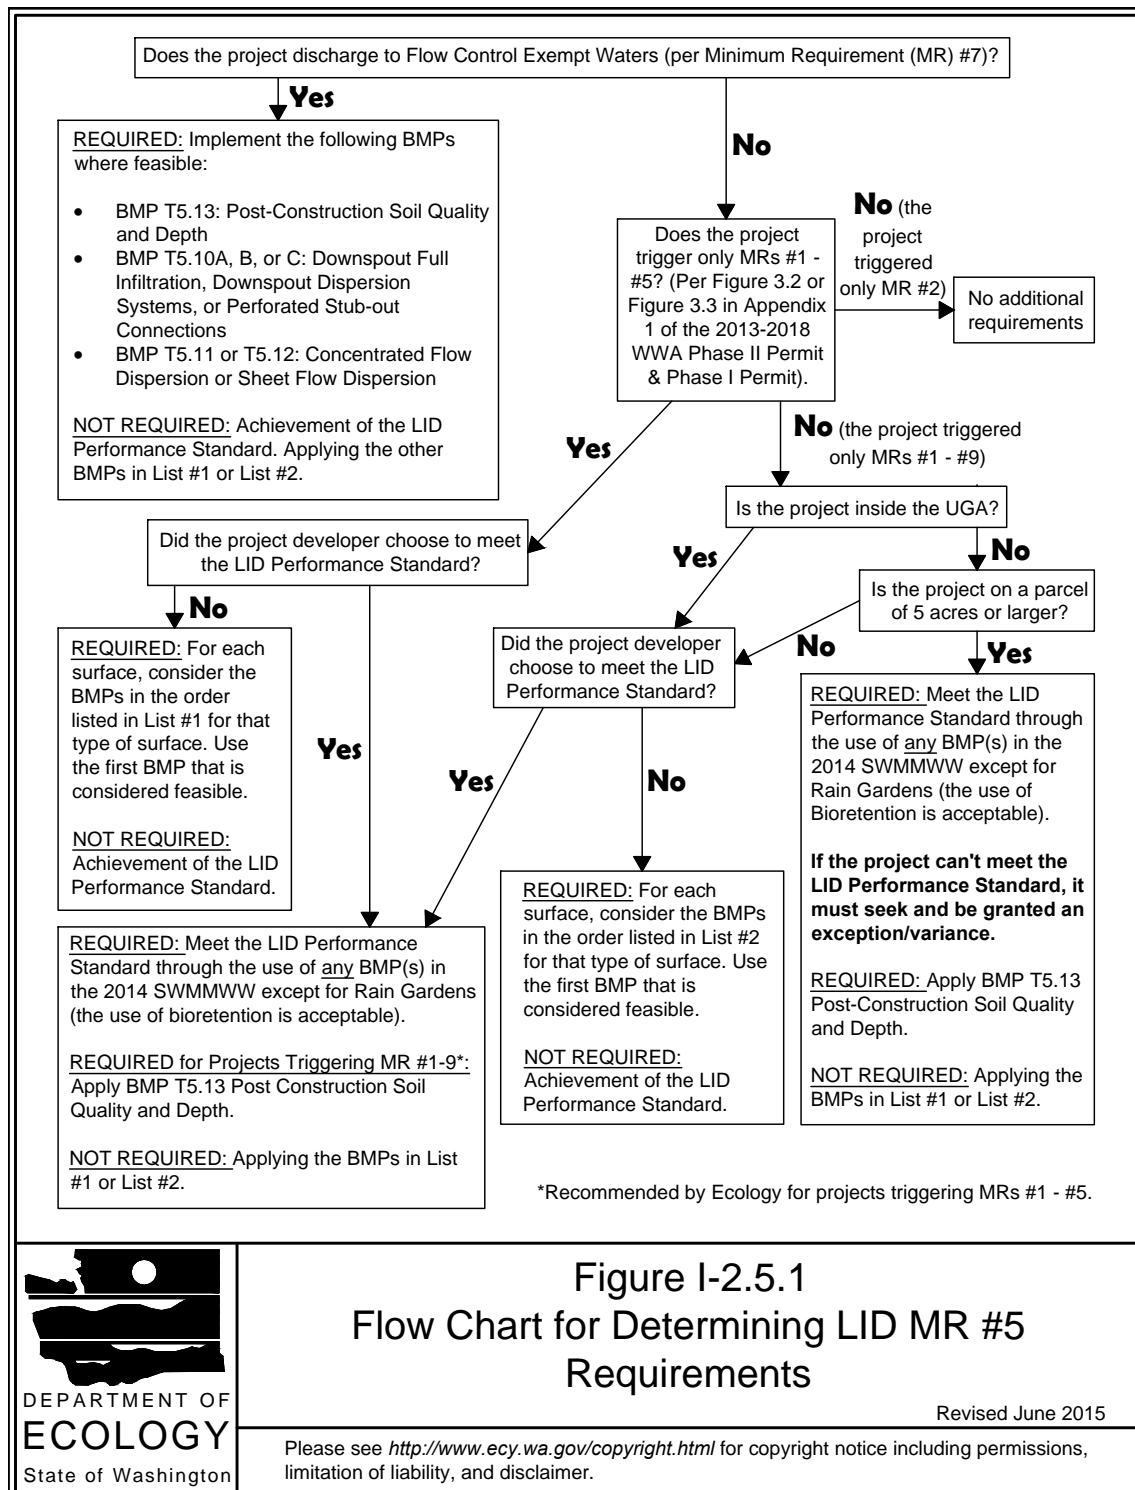 Does the project discharge to Flow Control Exempt Waters (per Minimum Requirement (MR) #7)?
Yes
No
REQUIRED: Implement the following BMPs
where feasible:
• BMP T5.13: Post-Construction Soil Quality
and Depth
• BMP T5.10A, B, or C: Downspout Full
Infiltration, Downspout Dispersion
Systems, or Perforated Stub-out
Connections
• BMP T5.11 or T5.12: Concentrated Flow
Dispersion or Sheet Flow Dispersion
NOT REQUIRED: Achievement of the LID
Performance Standard. Applying the other
BMPs in List #1 or List #2.
Does the project
trigger only MRs #1 -
#5? (Per Figure 3.2 or
Figure 3.3 in Appendix
1 of the 2013-2018
WWA Phase II Permit
& Phase I Permit).
No (the
project
triggered
only MR #2)
No additional
requirements
Yes
No (the project triggered
only MRs #1 - #9)
Is the project inside the UGA?
Yes
No
Did the project developer choose to meet
the LID Performance Standard?
No
Yes
Is the project on a parcel
of 5 acres or larger?
No
Yes
Did the project developer
choose to meet the LID
Performance Standard?
Yes
No
REQUIRED: For each
surface, consider the
BMPs in the order
listed in List #1 for that
type of surface. Use
the first BMP that is
considered feasible.
NOT REQUIRED:
Achievement of the LID
Performance Standard.
REQUIRED: Meet the LID
Performance Standard through
the use of any BMP(s) in the
2014 SWMMWW except for
Rain Gardens (the use of
Bioretention is acceptable).
If the project can't meet the
LID Performance Standard, it
must seek and be granted an
exception/variance.
REQUIRED: Apply BMP T5.13
Post-Construction Soil Quality
and Depth.
NOT REQUIRED: Applying the
BMPs in List #1 or List #2.
REQUIRED: For each
surface, consider the BMPs
in the order listed in List #2
for that type of surface. Use
the first BMP that is
considered feasible.
NOT REQUIRED:
Achievement of the LID
Performance Standard.
REQUIRED: Meet the LID Performance
Standard through the use of any BMP(s) in
the 2014 SWMMWW except for Rain Gardens
(the use of bioretention is acceptable).
REQUIRED for Projects Triggering MR #1-9*:
Apply BMP T5.13 Post Construction Soil
Quality and Depth.
NOT REQUIRED: Applying the BMPs in List
#1 or List #2.
*Recommended by Ecology for projects triggering MRs #1 - #5.
DEPARTMENT OF
ECOLOGY
State of Washington
Figure I-2.5.1
Flow Chart for Determining LID MR #5
Requirements
Revised June 2015
Please see http://www.ecy.wa.gov/copyright.html for copyright notice including permissions,
limitation of liability, and disclaimer.